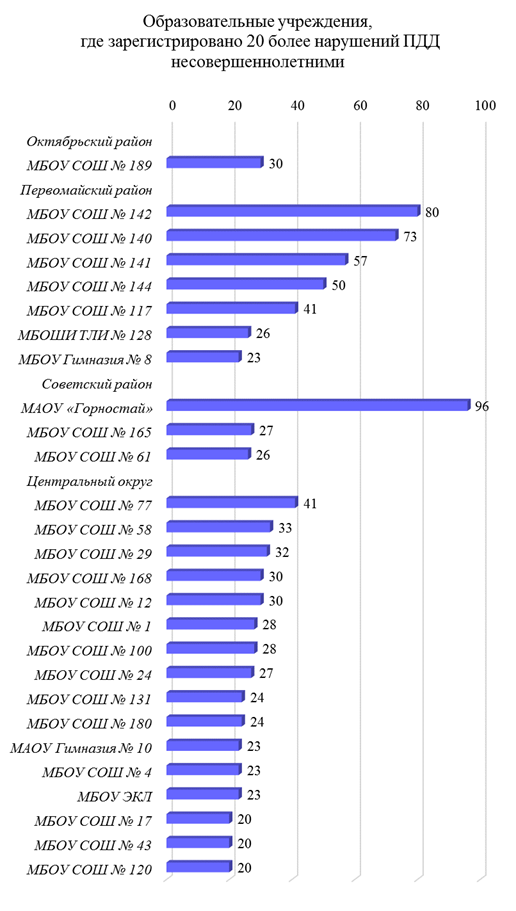 Образовательные учреждения,
где зарегистрировано 20 более нарушений ПДД
несовершеннолетними
0 20 40 60 80 100
Октябрьский район
МБОУ СОШ № 189 30
Первомайский район
МБОУ СОШ № 142 80
МБОУ СОШ № 140 73
МБОУ СОШ № 141 57
МБОУ СОШ № 144 50
МБОУ СОШ № 117 41
МБОШИ ТЛИ № 128 26
МБОУ Гимназия № 8 23
Советский район
МАОУ «Горностай» 96
МБОУ СОШ № 165 27
МБОУ СОШ № 61 26
Центральный округ
МБОУ СОШ № 77 41
МБОУ СОШ № 58 33
МБОУ СОШ № 29 32
МБОУ СОШ № 168 30
МБОУ СОШ № 12 30
МБОУ СОШ № 1 28
МБОУ СОШ № 100 28
МБОУ СОШ № 24 27
МБОУ СОШ № 131 24
МБОУ СОШ № 180 24
МАОУ Гимназия № 10 23
МБОУ СОШ № 4 23
МБОУ ЭКЛ 23
МБОУ СОШ № 17 20
МБОУ СОШ № 43 20
МБОУ СОШ № 120 20